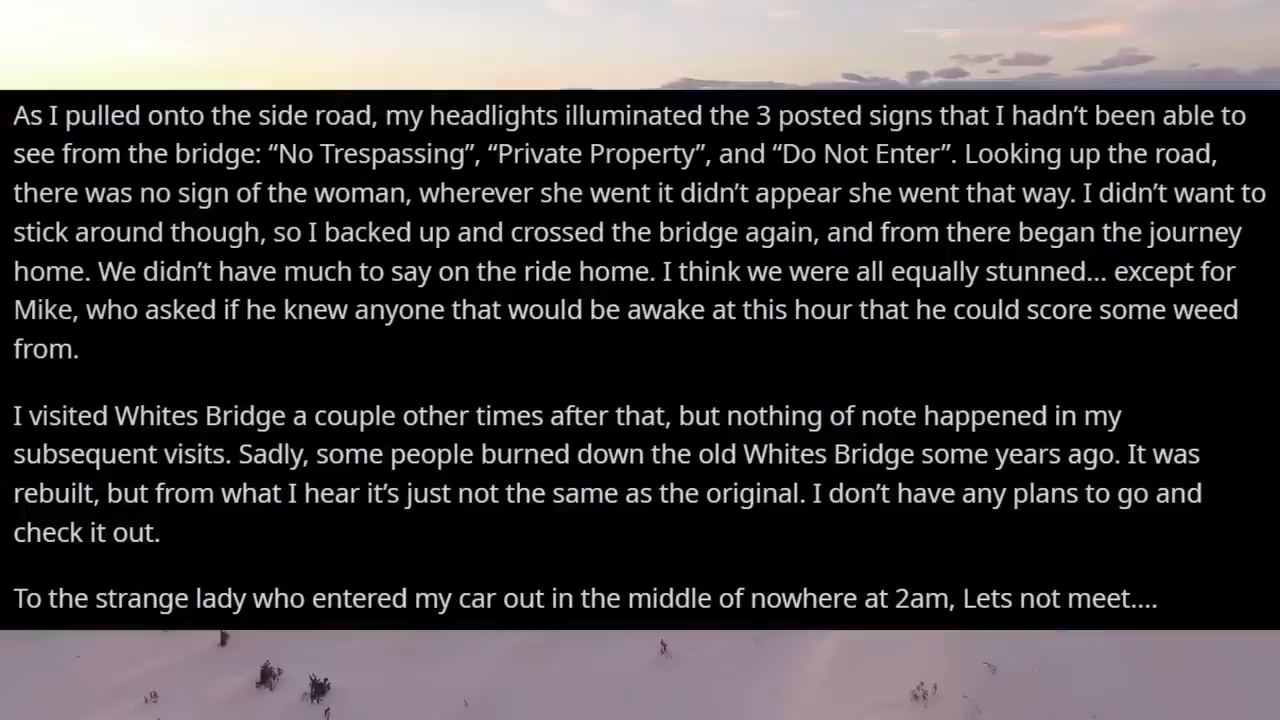 As I pulled onto the side road, my headlights illuminated the 3 posted signs that I hadn’t been able to
see from the bridge: “No Trespassing”, “Private Property”, and “Do Not Enter”. Looking up the road,
there was no sign of the woman, wherever she went it didn’t appear she went that way. I didn’t want to
stick around though, so I backed up and crossed the bridge again, and from there began the journey
home. We didn’t have much to say on the ride home. I think we were all equally stunned… except for
Mike, who asked if he knew anyone that would be awake at this hour that he could score some weed
from.
I visited Whites Bridge a couple other times after that, but nothing of note happened in my
subsequent visits. Sadly, some people burned down the old Whites Bridge some years ago. It was
rebuilt, but from what I hear it’s just not the same as the original. I don’t have any plans to go and
check it out.
To the strange lady who entered my car out in the middle of nowhere at 2am, Lets not meet….